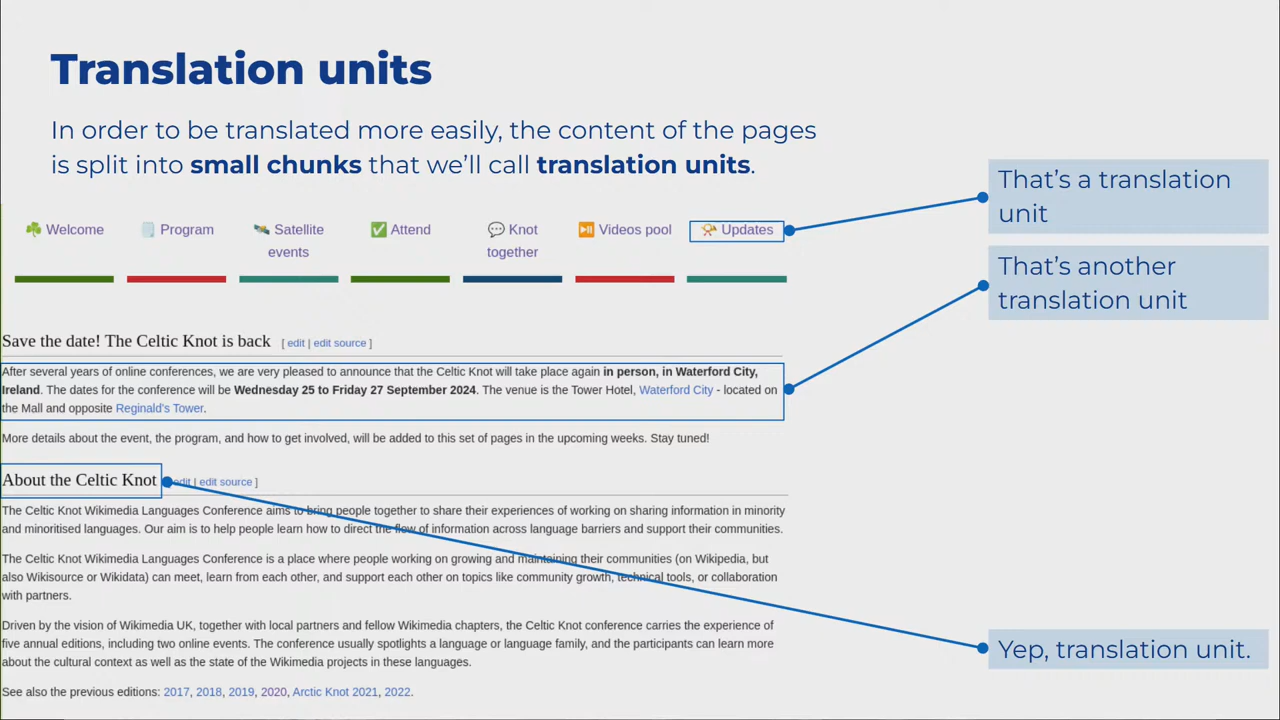 Translation units
In order to be translated more easily, the content of the pages
is split into small chunks that we'll call translation units.
That's a translation
unit
Welcome
Program
Satellite
events
Attend
Knot
together
Videos pool
Updates
That's another
translation unit
Save the date! The Celtic Knot is back [ edit | edit source ]
After several years of online conferences, we are very pleased to announce that the Celtic Knot will take place again in person, in Waterford City,
Ireland. The dates for the conference will be Wednesday 25 to Friday 27 September 2024. The venue is the Tower Hotel, Waterford City - located on
the Mall and opposite Reginald's Tower.
More details about the event, the program, and how to get involved, will be added to this set of pages in the upcoming weeks. Stay tuned!
About the Celtic Knot edit | edit source ]
The Celtic Knot Wikimedia Languages Conference aims to bring people together to share their experiences of working on sharing information in minority
and minoritised languages. Our aim is to help people learn how to direct the flow of information across language barriers and support their communities.
The Celtic Knot Wikimedia Languages Conference is a place where people working on growing and maintaining their communities (on Wikipedia, but
also Wikisource or Wikidata) can meet, learn from each other, and support each other on topics like community growth, technical tools, or collaboration
with partners.
Driven by the vision of Wikimedia UK, together with local partners and fellow Wikimedia chapters, the Celtic Knot conference carries the experience of
five annual editions, including two online events. The conference usually spotlights a language or language family, and the participants can learn more
about the cultural context as well as the state of the Wikimedia projects in these languages.
Yep, translation unit.
See also the previous editions: 2017, 2018, 2019, 2020, Arctic Knot 2021, 2022.